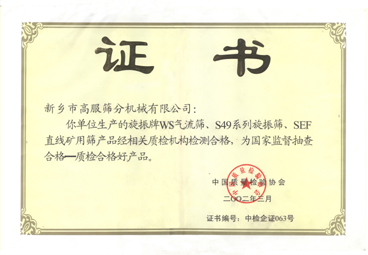 证书
新乡市高服筛分机械有限公司：
你单位生产的旋振牌WS气流筛、S49系列旋振筛、SEF
直线矿用筛产品经相关质检机构检测合格，为国家监督抽查
合格—质检合格好产品。
中国质量检验协会
二〇〇二年三月
证书编号：中检企证063号